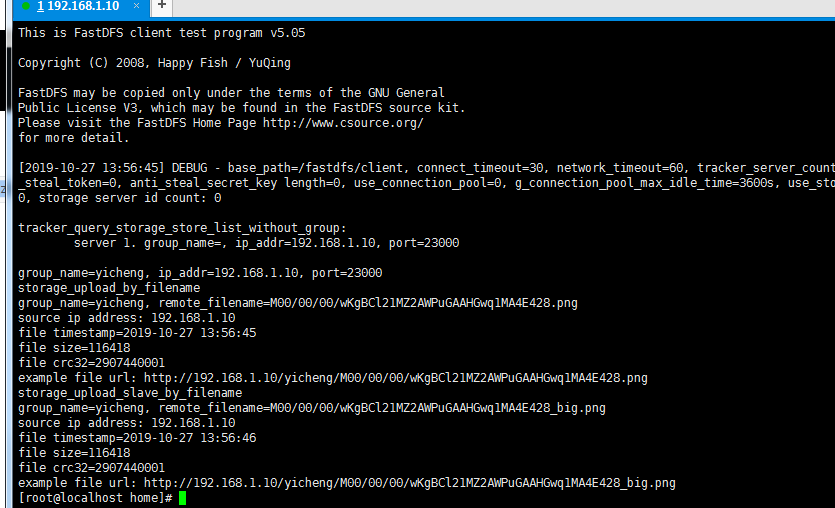 1 192.168.1.10 × +
This is FastDFS client test program v5.05
Copyright (C) 2008, Happy Fish / YuQing
FastDFS may be copied only under the terms of the GNU General
Public License V3, which may be found in the FastDFS source kit.
Please visit the FastDFS Home Page http://www.csource.org/
for more detail.
[2019-10-27 13:56:45] DEBUG - base_path=/fastdfs/client, connect_timeout=30, network_timeout=60, tracker_server_count
_steal_token=0, anti_steal_secret_key length=0, use_connection_pool=0, g_connection_pool_max_idle_time=3600s, use_sto
0, storage server id count: 0
tracker_query_storage_store_list_without_group:
server 1. group_name=, ip_addr=192.168.1.10, port=23000
group_name=yicheng, ip_addr=192.168.1.10, port=23000
storage_upload_by_filename
group_name=yicheng, remote_filename=M00/00/00/wKgBCl21MZ2AWPuGAAHGwq1MA4E428.png
source ip address: 192.168.1.10
file timestamp=2019-10-27 13:56:45
file size=116418
file crc32=2907440001
example file url: http://192.168.1.10/yicheng/M00/00/00/wKgBCl21MZ2AWPuGAAHGwq1MA4E428.png
storage_upload_slave_by_filename
group_name=yicheng, remote_filename=M00/00/00/wKgBCl21MZ2AWPuGAAHGwq1MA4E428_big.png
source ip address: 192.168.1.10
file timestamp=2019-10-27 13:56:46
file size=116418
file crc32=2907440001
example file url: http://192.168.1.10/yicheng/M00/00/00/wKgBCl21MZ2AWPuGAAHGwq1MA4E428_big.png
[root@localhost home]#